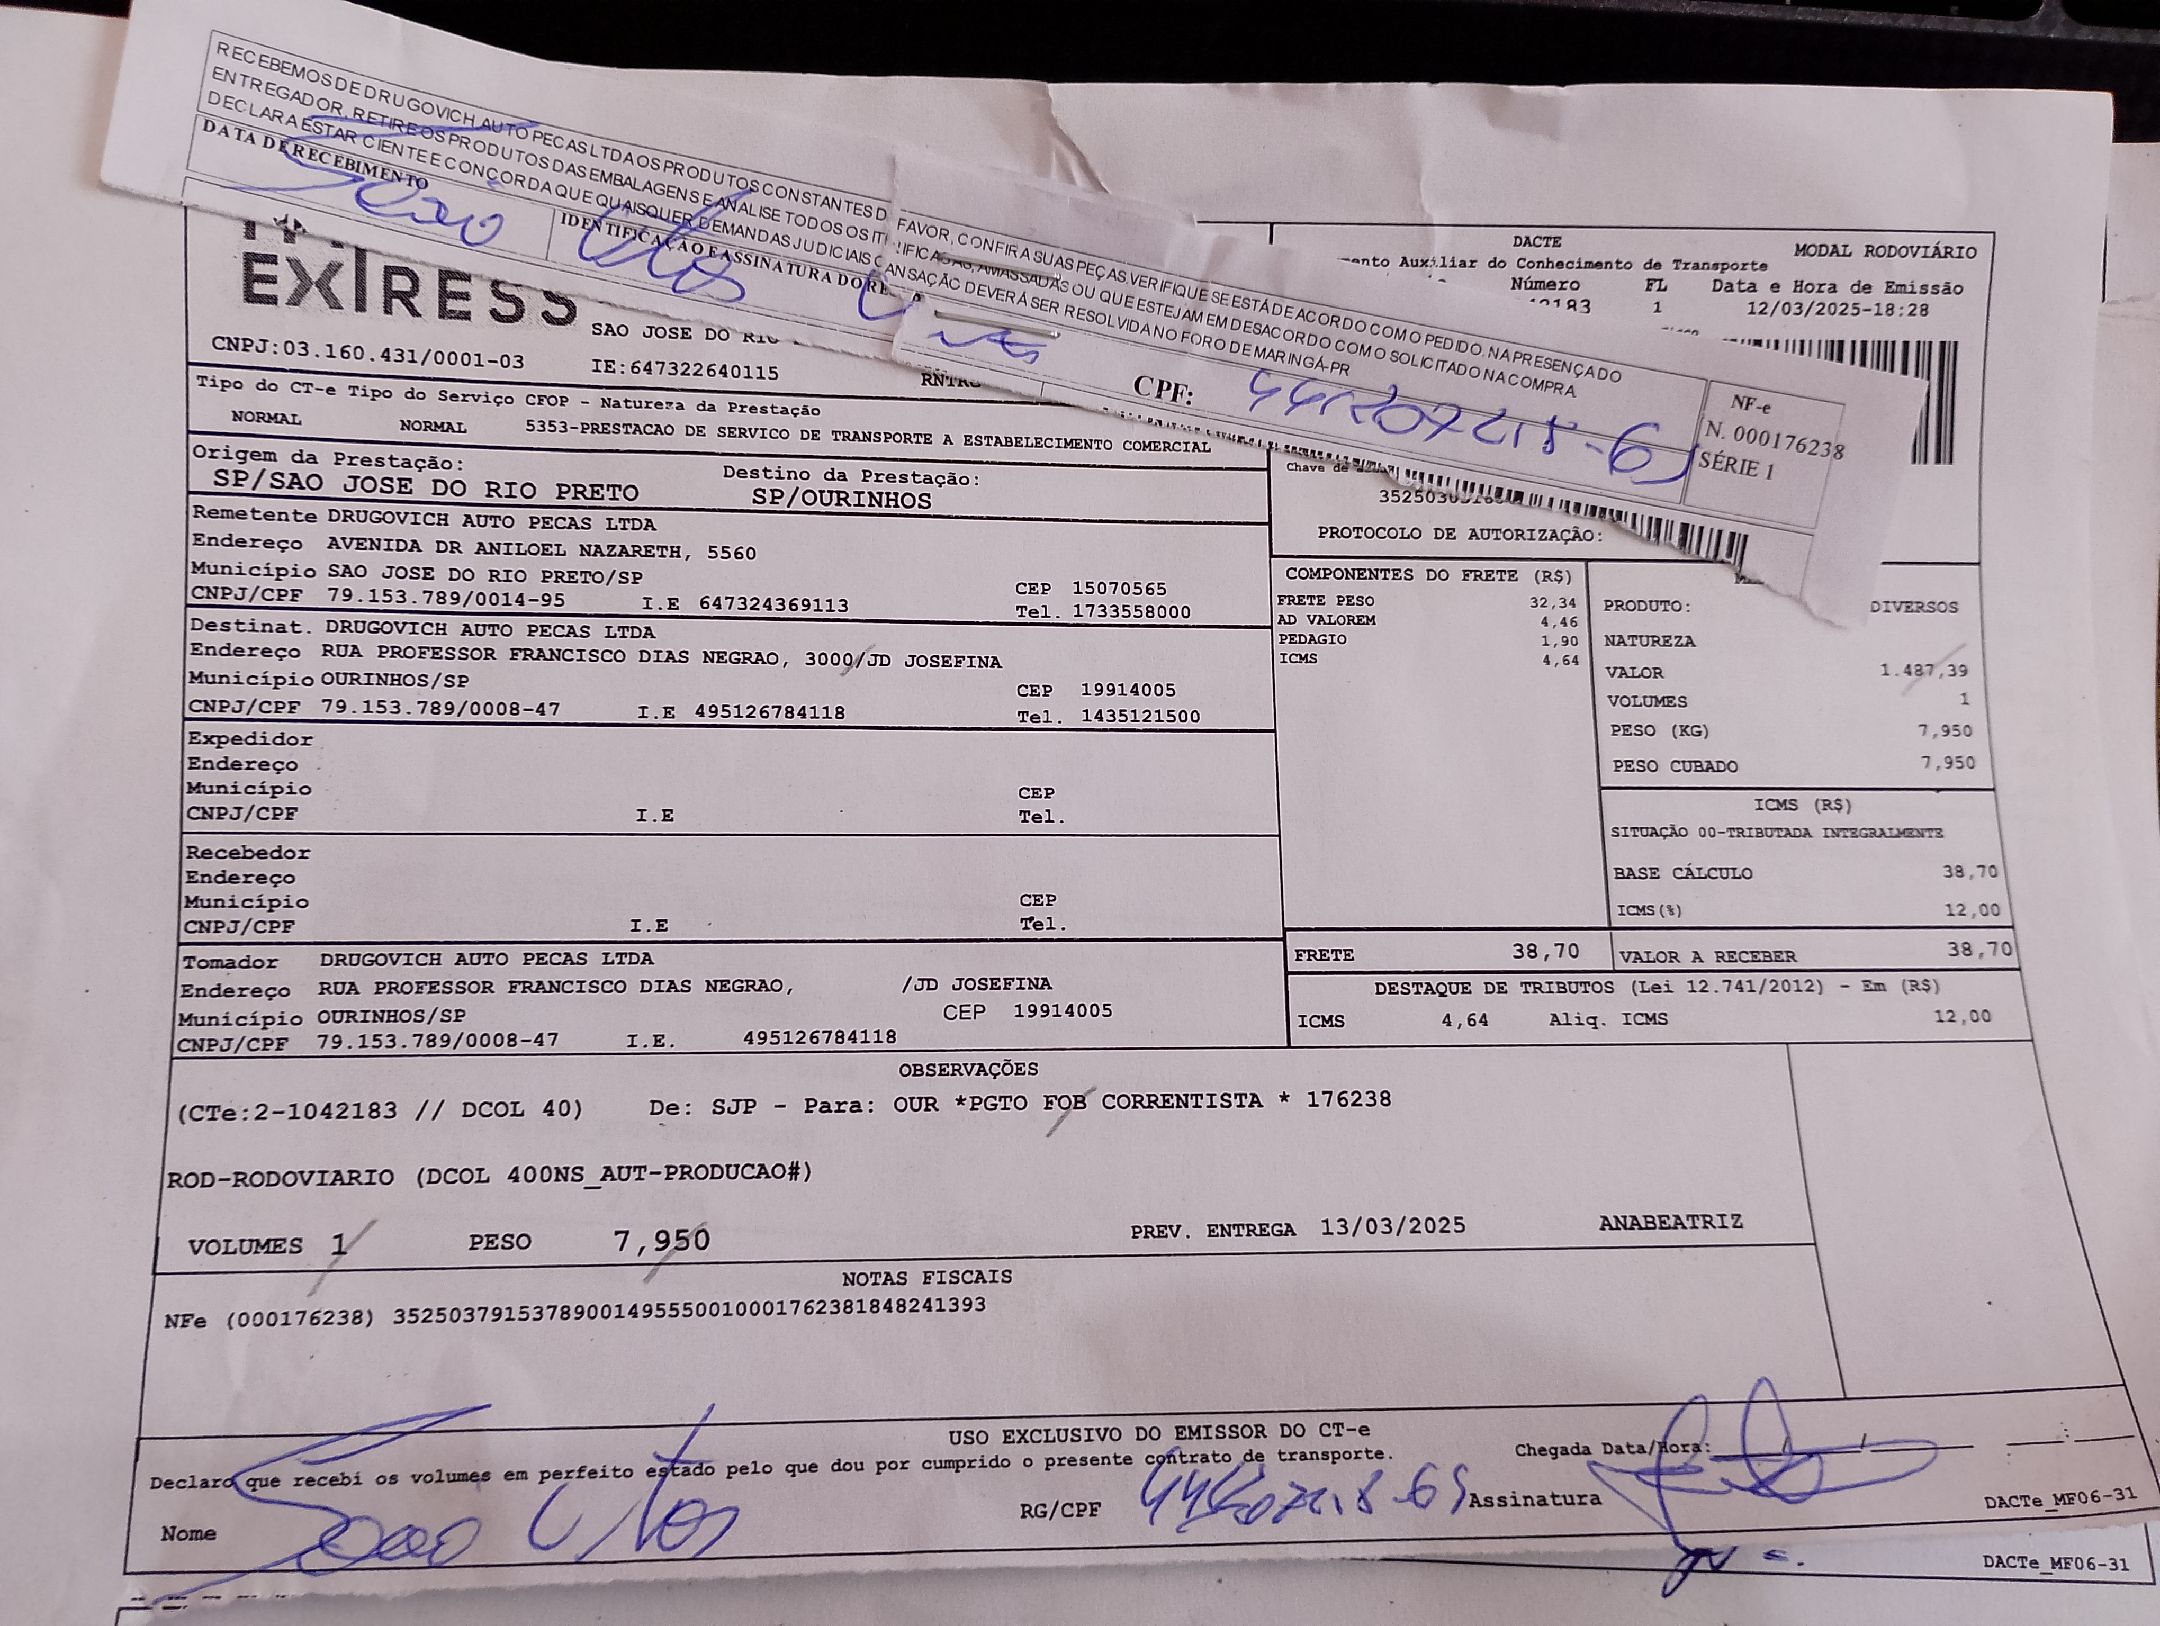 RECEBEMOS DE DRUGOVICH AUTO PECAS LTDA OS PRODUTOS CONSTANTES D
ENTREGADOR, RETIRE OS PRODUTOS DAS EMBALAGENS E ANALISE TODOS OS IT
DECLARA ESTAR CIENTE E CONCORDA QUE QUAISQUER DEMANDAS JUDICIAIS
DATA DE RECEBIMENTO
IDENTIFICAÇÃO E ASSINATURA DO RE
FAVOR, CONFIRA SUAS PEÇAS VERIFIQUE SE ESTÁ DE ACORDO COM O PEDIDO. NA PRESENÇA DO
IFICADAS, AMASSADAS OU QUE ESTEJAM EM DESACORDO COM O SOLICITADO NA COMPRA
ANSAÇÃO DEVERÁ SER RESOLVIDA NO FORO DE MARINGÁ-PR
CPF:
NF-e
N. 000176238
SÉRIE 1
EXPRESS
SAO JOSE DO RIO
CNPJ:03.160.431/0001-03 IE:647322640115
DACTE MODAL RODOVIÁRIO
Auxiliar do Conhecimento de Transporte
Número FL Data e Hora de Emissão
1 12/03/2025-18:28
Tipo do CT-e Tipo do Serviço CFOP - Natureza da Prestação
NORMAL NORMAL 5353-PRESTACAO DE SERVICO DE TRANSPORTE A ESTABELECIMENTO COMERCIAL
Origem da Prestação: Destino da Prestação:
SP/SAO JOSE DO RIO PRETO SP/OURINHOS
Chave de
PROTOCOLO DE AUTORIZAÇÃO:
Remetente DRUGOVICH AUTO PECAS LTDA
Endereço AVENIDA DR ANILOEL NAZARETH, 5560
Município SAO JOSE DO RIO PRETO/SP CEP 15070565
CNPJ/CPF 79.153.789/0014-95 I.E 647324369113 Tel. 1733558000
Destinat. DRUGOVICH AUTO PECAS LTDA
Endereço RUA PROFESSOR FRANCISCO DIAS NEGRAO, 3000/JD JOSEFINA
Município OURINHOS/SP CEP 19914005
CNPJ/CPF 79.153.789/0008-47 I.E 495126784118 Tel. 1435121500
Expedidor
Endereço
Município CEP
CNPJ/CPF I.E Tel.
Recebedor
Endereço
Município CEP
CNPJ/CPF I.E Tel.
Tomador DRUGOVICH AUTO PECAS LTDA
Endereço RUA PROFESSOR FRANCISCO DIAS NEGRAO, /JD JOSEFINA
Município OURINHOS/SP CEP 19914005
CNPJ/CPF 79.153.789/0008-47 I.E. 495126784118
COMPONENTES DO FRETE (R$)
FRETE PESO 32,34
AD VALOREM 4,46
PEDAGIO 1,90
ICMS 4,64
PRODUTO: DIVERSOS
NATUREZA
VALOR 1.487,39
VOLUMES 1
PESO (KG) 7,950
PESO CUBADO 7,950
ICMS (R$)
SITUAÇÃO 00-TRIBUTADA INTEGRALMENTE
BASE CÁLCULO 38,70
ICMS(%) 12,00
FRETE 38,70 VALOR A RECEBER 38,70
DESTAQUE DE TRIBUTOS (Lei 12.741/2012) - Em (R$)
ICMS 4,64 Aliq. ICMS 12,00
OBSERVAÇÕES
(CTe:2-1042183 // DCOL 40) De: SJP - Para: OUR *PGTO FOB CORRENTISTA * 176238
ROD-RODOVIARIO (DCOL 400NS_AUT-PRODUCAO#)
VOLUMES 1 PESO 7,950 PREV. ENTREGA 13/03/2025 ANABEATRIZ
NOTAS FISCAIS
NFe (000176238) 35250379153789001495550010001762381848241393
USO EXCLUSIVO DO EMISSOR DO CT-e
Declaro que recebi os volumes em perfeito estado pelo que dou por cumprido o presente contrato de transporte. Chegada Data/Hora:
Nome RG/CPF Assinatura
DACTe_MF06-31
DACTe_MF06-31